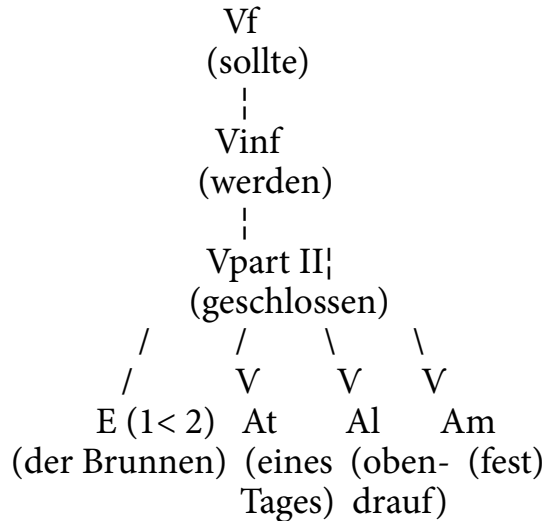 Vf
(sollte)
¦
Vinf
(werden)
¦
Vpart II¦
(geschlossen)
/ / \ \
/ V V V
E (1< 2) At Al Am
(der Brunnen) (eines (oben- (fest)
Tages) drauf)